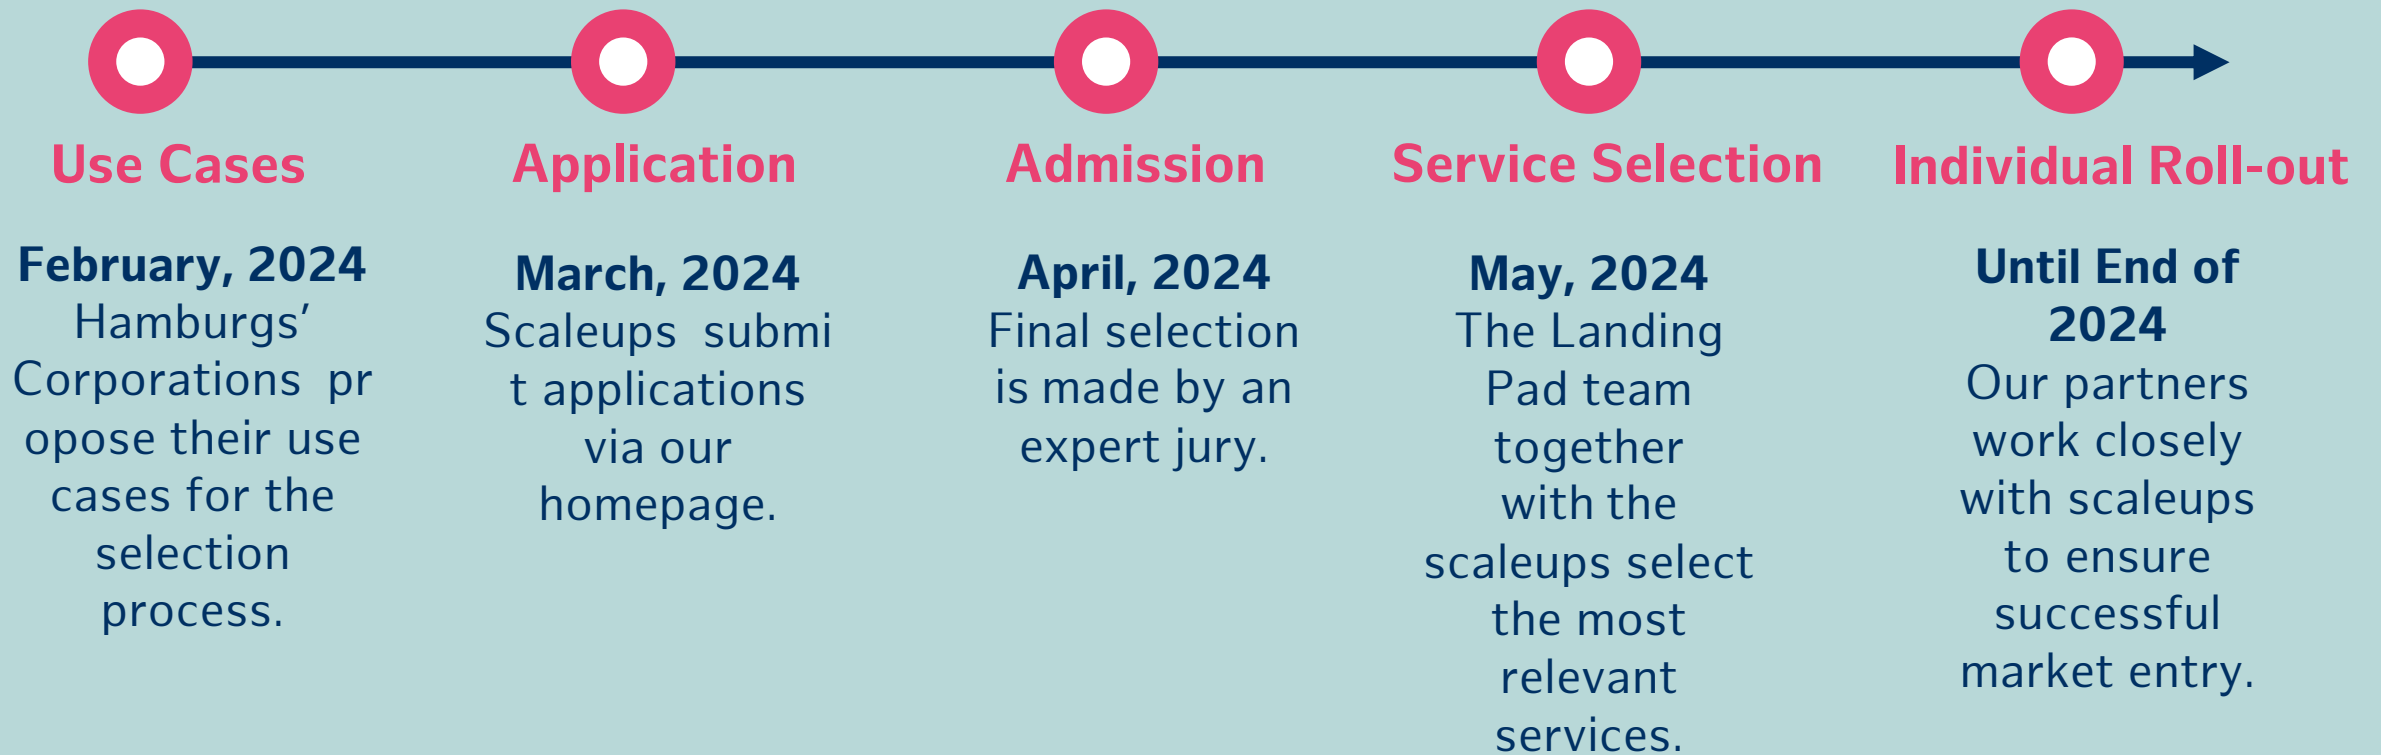 Use Cases
February, 2024
Hamburgs’
Corporations  pr
opose their use
cases for the
selection
process.
Application
March, 2024
Scaleups  submi
t applications
via our
homepage.
Admission
April, 2024
Final selection
is made by an
expert jury.
Service Selection
May, 2024
The Landing
Pad team
together
with the
scaleups select
the most
relevant
services.
Individual Roll-out
Until End of
2024
Our partners
work closely
with scaleups
to ensure
successful
market entry.